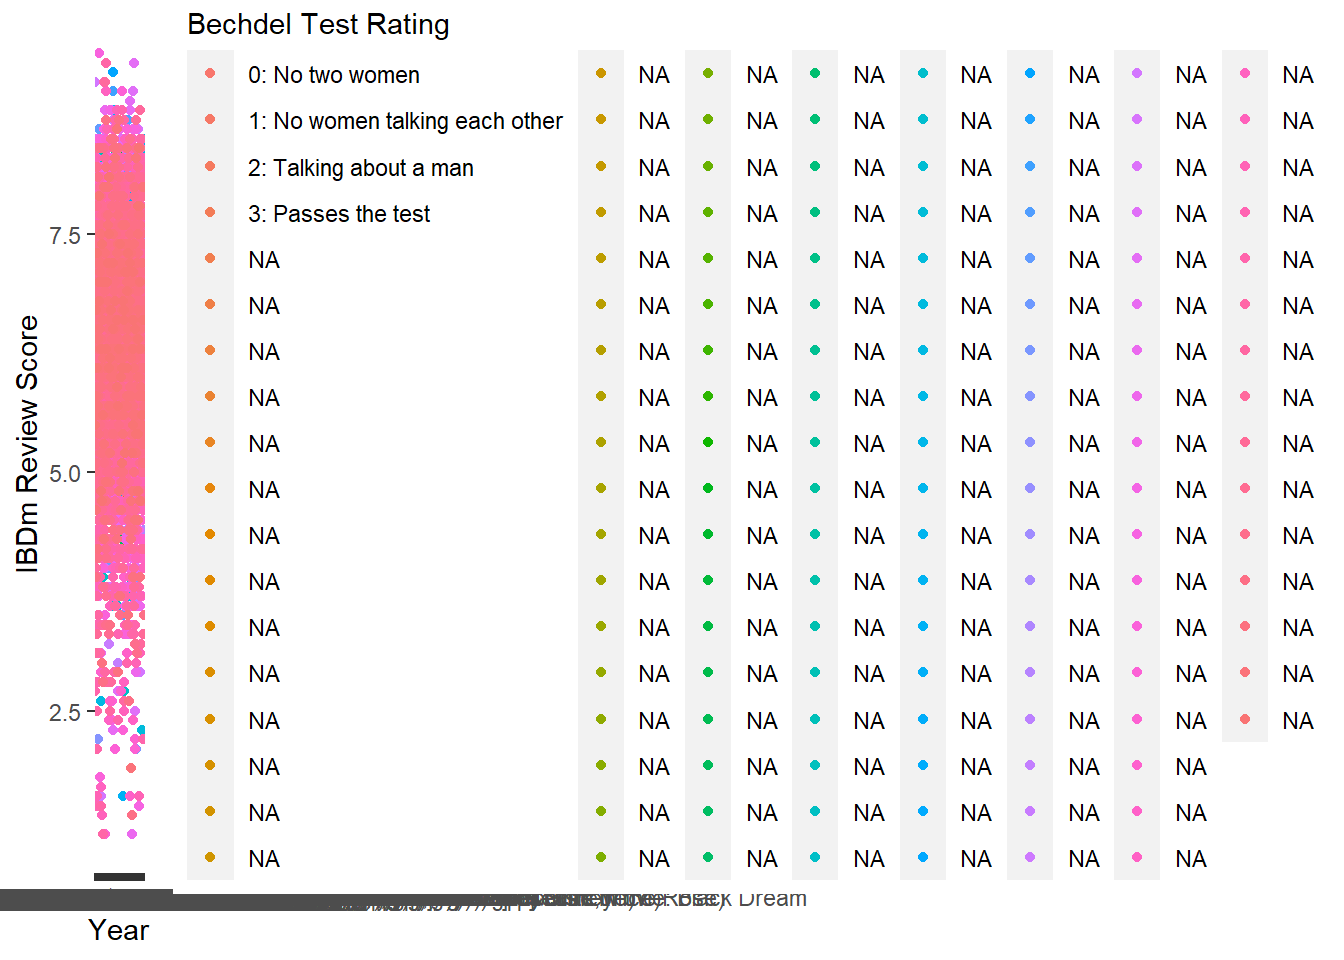 Bechdel Test Rating
0: No two women NA NA NA NA NA NA NA
1: No women talking each other NA NA NA NA NA NA NA
2: Talking about a man NA NA NA NA NA NA NA
3: Passes the test NA NA NA NA NA NA NA
NA NA NA NA NA NA NA NA
NA NA NA NA NA NA NA NA
NA NA NA NA NA NA NA NA
NA NA NA NA NA NA NA NA
NA NA NA NA NA NA NA NA
NA NA NA NA NA NA NA NA
NA NA NA NA NA NA NA NA
NA NA NA NA NA NA NA NA
NA NA NA NA NA NA NA NA
NA NA NA NA NA NA NA NA
NA NA NA NA NA NA NA NA
NA NA NA NA NA NA NA
NA NA NA NA NA NA NA
NA NA NA NA NA NA NA
7.5
5.0
2.5
IBDm Review Score
Black Dream
Year